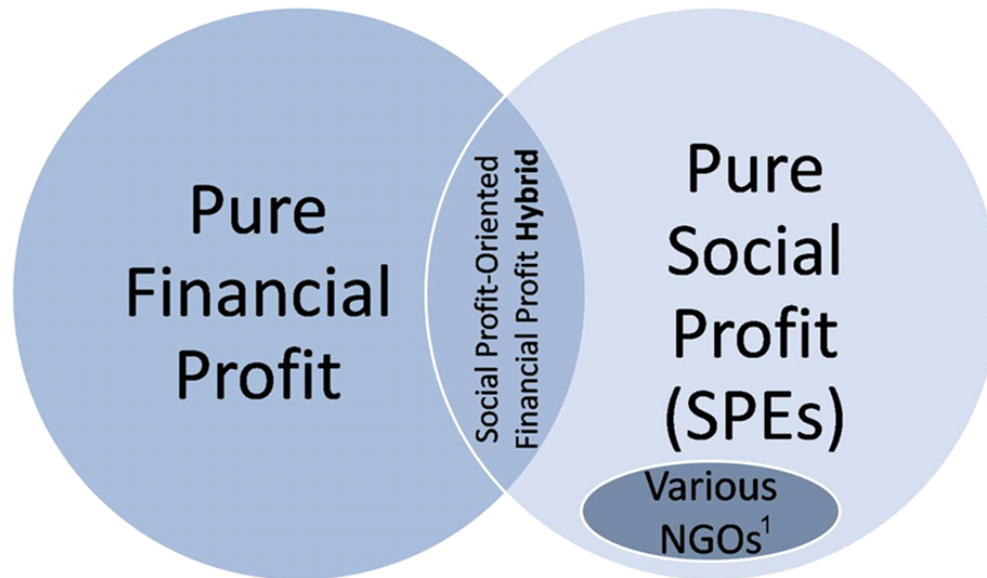 Pure
Financial
Profit
Social Profit-Oriented
Financial Profit Hybrid
Pure
Social
Profit
(SPEs)
Various
NGOs¹